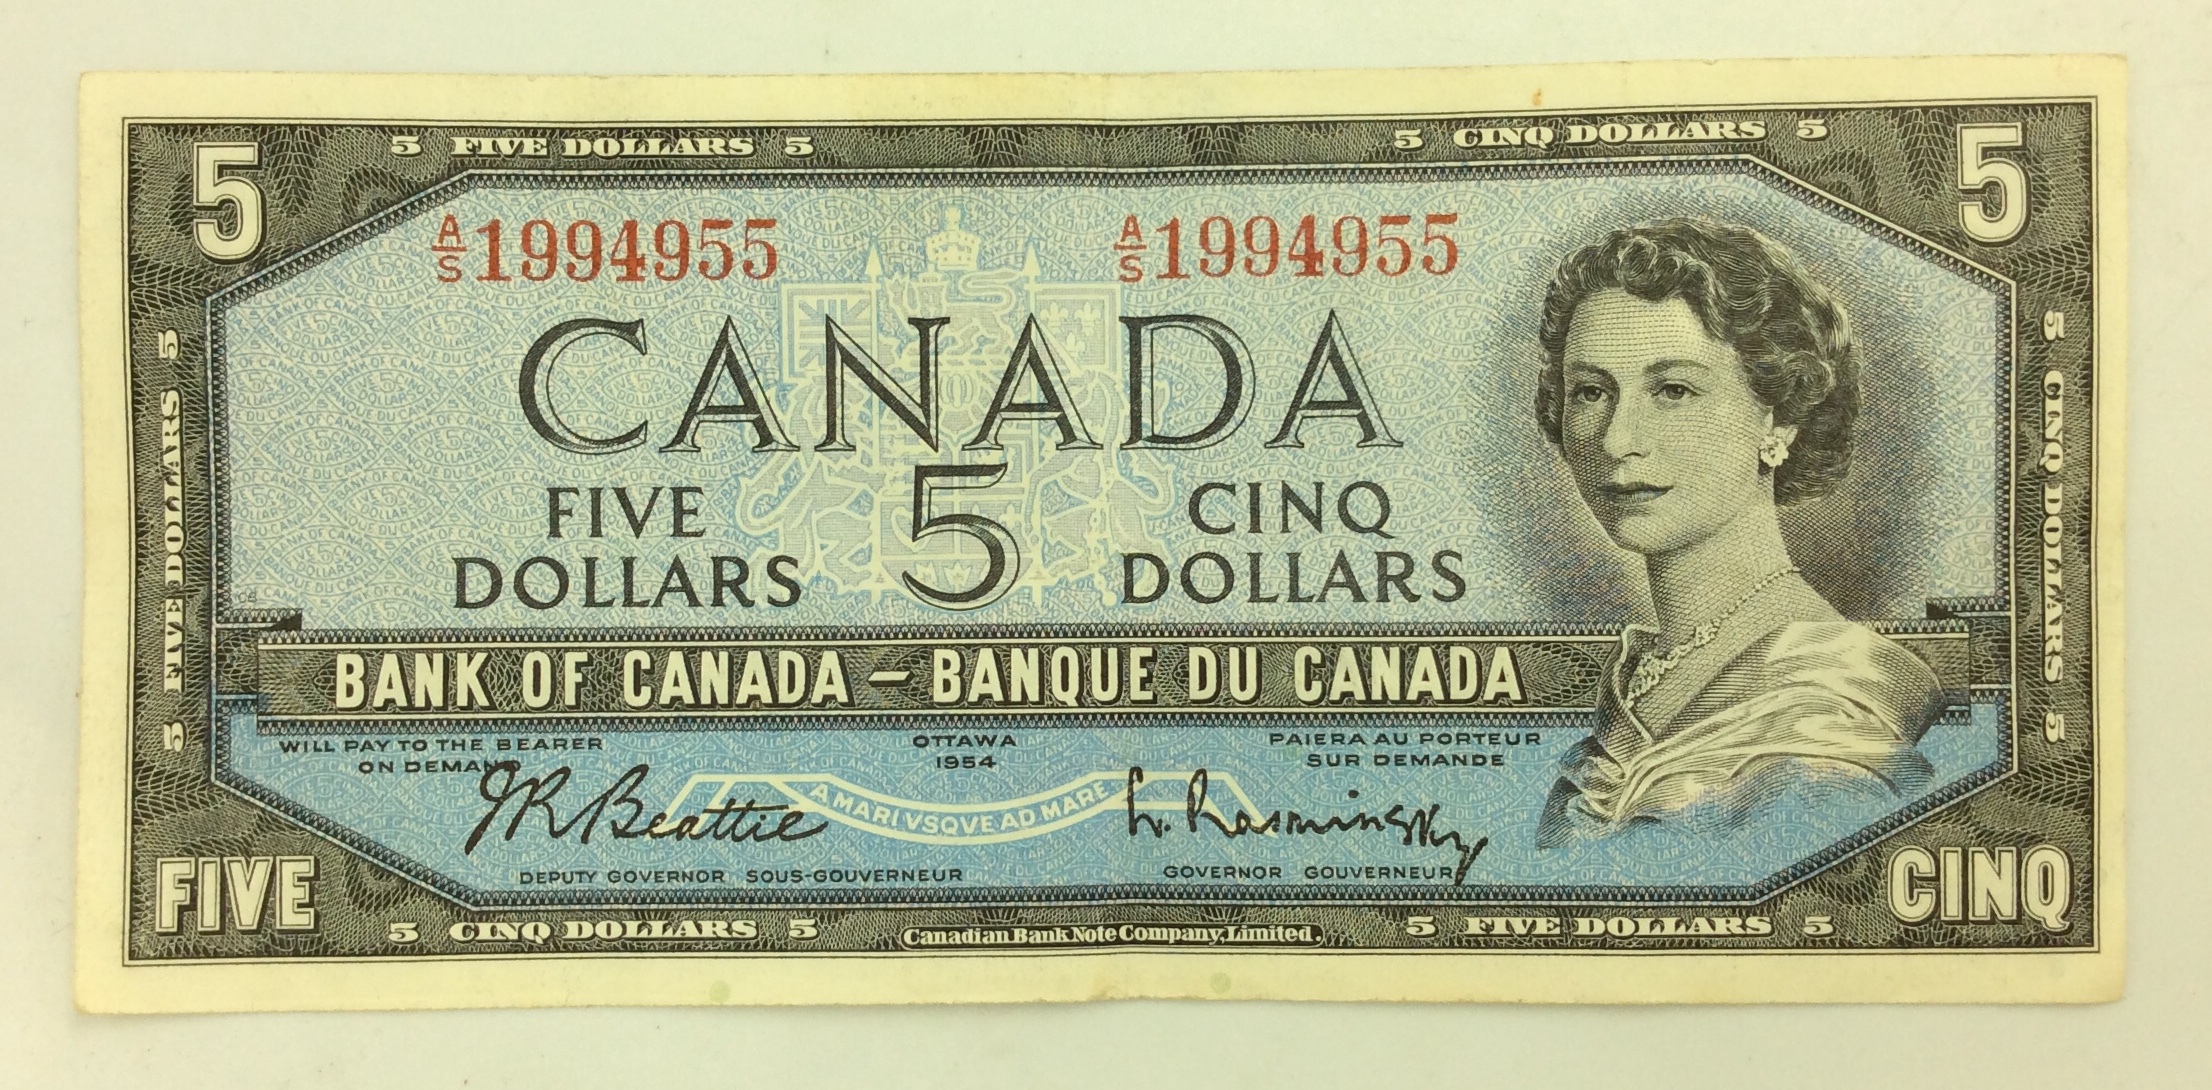 5 FIVE DOLLARS 5
5 CINQ DOLLARS 5
5
5
A/S 1994955
A/S 1994955
CANADA
FIVE
DOLLARS
5
CINQ
DOLLARS
5 FIVE DOLLARS 5
5 CINQ DOLLARS 5
BANK OF CANADA – BANQUE DU CANADA
WILL PAY TO THE BEARER
ON DEMAND
OTTAWA
1954
PAIERA AU PORTEUR
SUR DEMANDE
A MARI VSQVE AD MARE
J R Beattie
L. Rasminsky
DEPUTY GOVERNOR SOUS-GOUVERNEUR
GOVERNOR GOUVERNEUR
FIVE
CINQ
5 CINQ DOLLARS 5
Canadian Bank Note Company, Limited.
5 FIVE DOLLARS 5